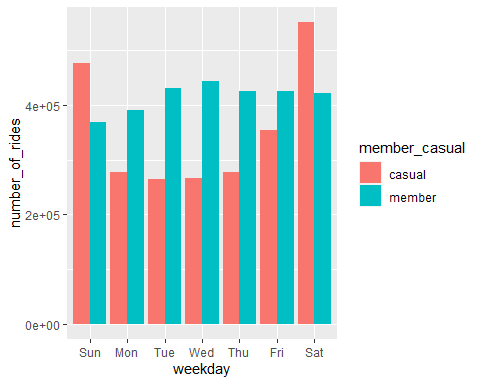 number_of_rides
4e+05
2e+05
0e+00
Sun Mon Tue Wed Thu Fri Sat
weekday
member_casual
casual
member